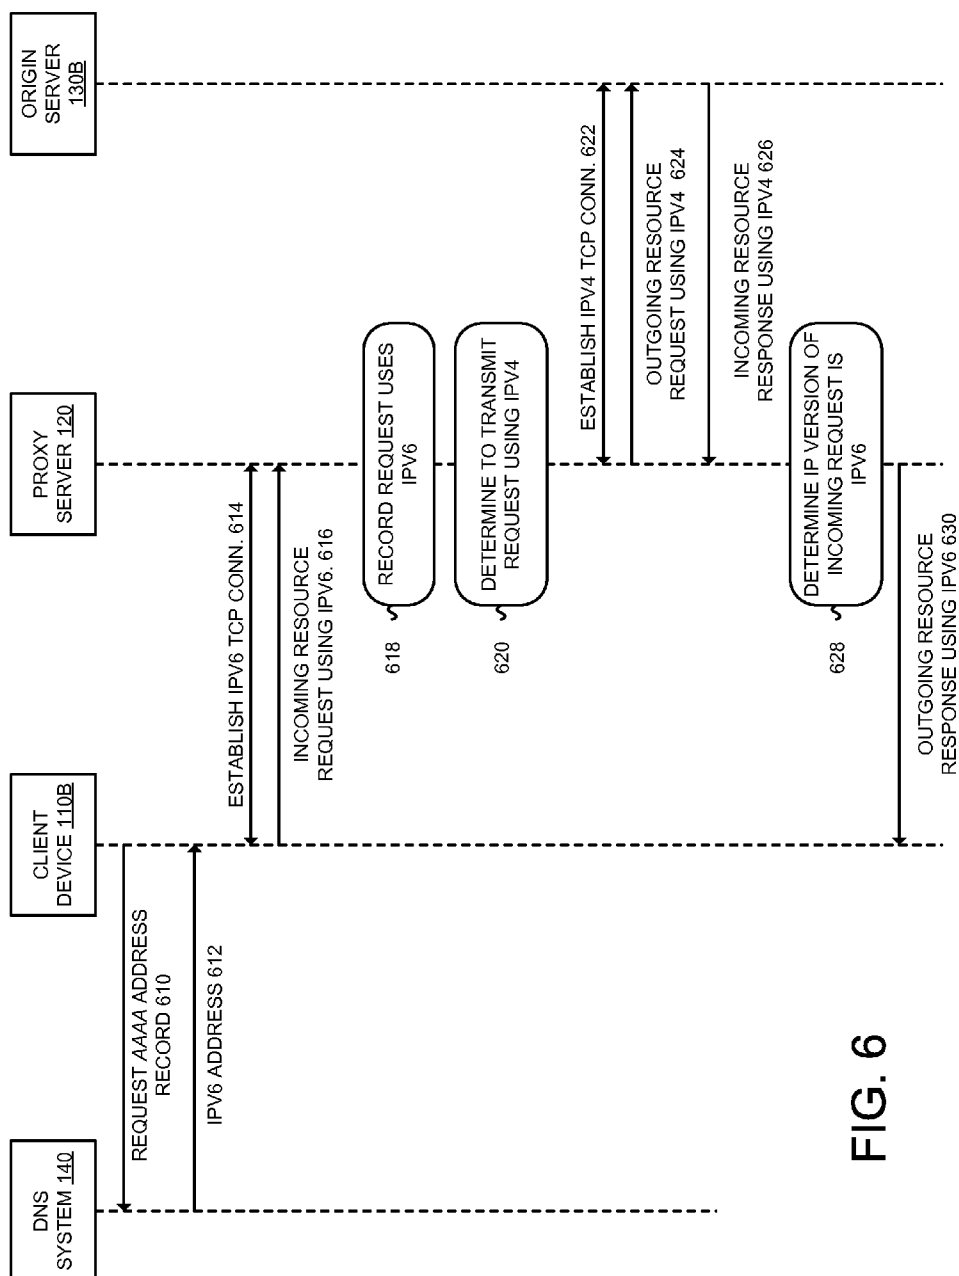 DNS
SYSTEM 140
CLIENT
DEVICE 110B
PROXY
SERVER 120
ORIGIN
SERVER
130B
REQUEST AAAA ADDRESS
RECORD 610
IPV6 ADDRESS 612
ESTABLISH IPV6 TCP CONN. 614
INCOMING RESOURCE
REQUEST USING IPV6. 616
RECORD REQUEST USES
IPV6
618
DETERMINE TO TRANSMIT
REQUEST USING IPV4
620
ESTABLISH IPV4 TCP CONN. 622
OUTGOING RESOURCE
REQUEST USING IPV4 624
INCOMING RESOURCE
RESPONSE USING IPV4 626
DETERMINE IP VERSION OF
INCOMING REQUEST IS
IPV6
628
OUTGOING RESOURCE
RESPONSE USING IPV6 630
FIG. 6